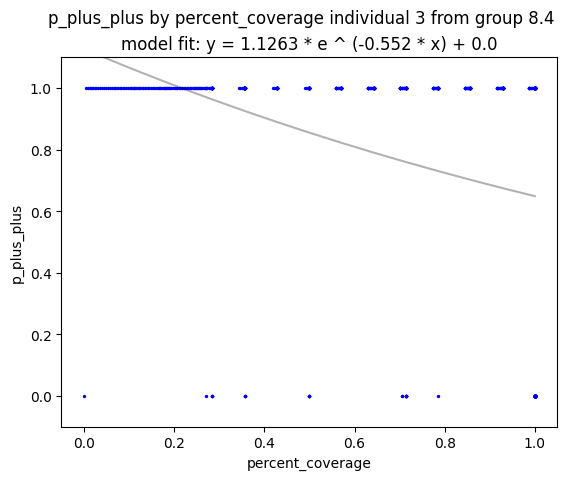 p_plus_plus by percent_coverage individual 3 from group 8.4
model fit: y = 1.1263 * e ^ (-0.552 * x) + 0.0
1.0
0.8
0.6
0.4
0.2
0.0
p_plus_plus
0.0 0.2 0.4 0.6 0.8 1.0
percent_coverage